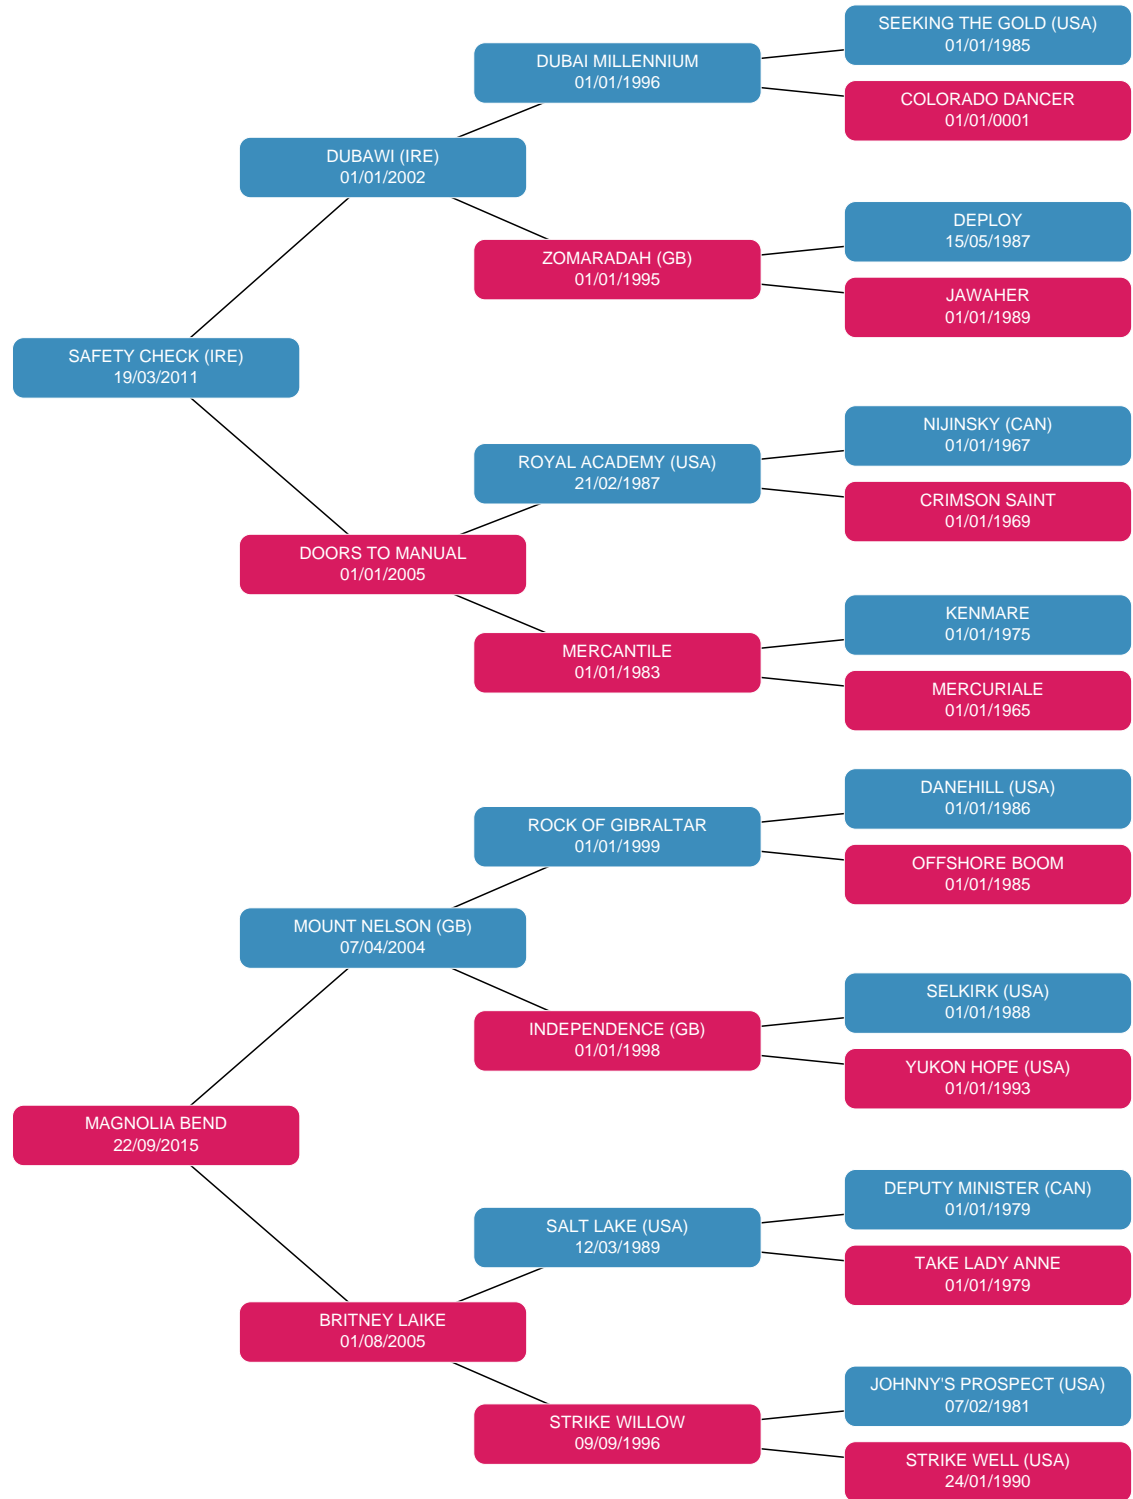 SEEKING THE GOLD (USA)
01/01/1985
DUBAI MILLENNIUM
01/01/1996
COLORADO DANCER
01/01/0001
DUBAWI (IRE)
01/01/2002
DEPLOY
15/05/1987
ZOMARADAH (GB)
01/01/1995
JAWAHER
01/01/1989
SAFETY CHECK (IRE)
19/03/2011
NIJINSKY (CAN)
01/01/1967
ROYAL ACADEMY (USA)
21/02/1987
CRIMSON SAINT
01/01/1969
DOORS TO MANUAL
01/01/2005
KENMARE
01/01/1975
MERCANTILE
01/01/1983
MERCURIALE
01/01/1965
DANEHILL (USA)
01/01/1986
ROCK OF GIBRALTAR
01/01/1999
OFFSHORE BOOM
01/01/1985
MOUNT NELSON (GB)
07/04/2004
SELKIRK (USA)
01/01/1988
INDEPENDENCE (GB)
01/01/1998
YUKON HOPE (USA)
01/01/1993
MAGNOLIA BEND
22/09/2015
DEPUTY MINISTER (CAN)
01/01/1979
SALT LAKE (USA)
12/03/1989
TAKE LADY ANNE
01/01/1979
BRITNEY LAIKE
01/08/2005
JOHNNY'S PROSPECT (USA)
07/02/1981
STRIKE WILLOW
09/09/1996
STRIKE WELL (USA)
24/01/1990